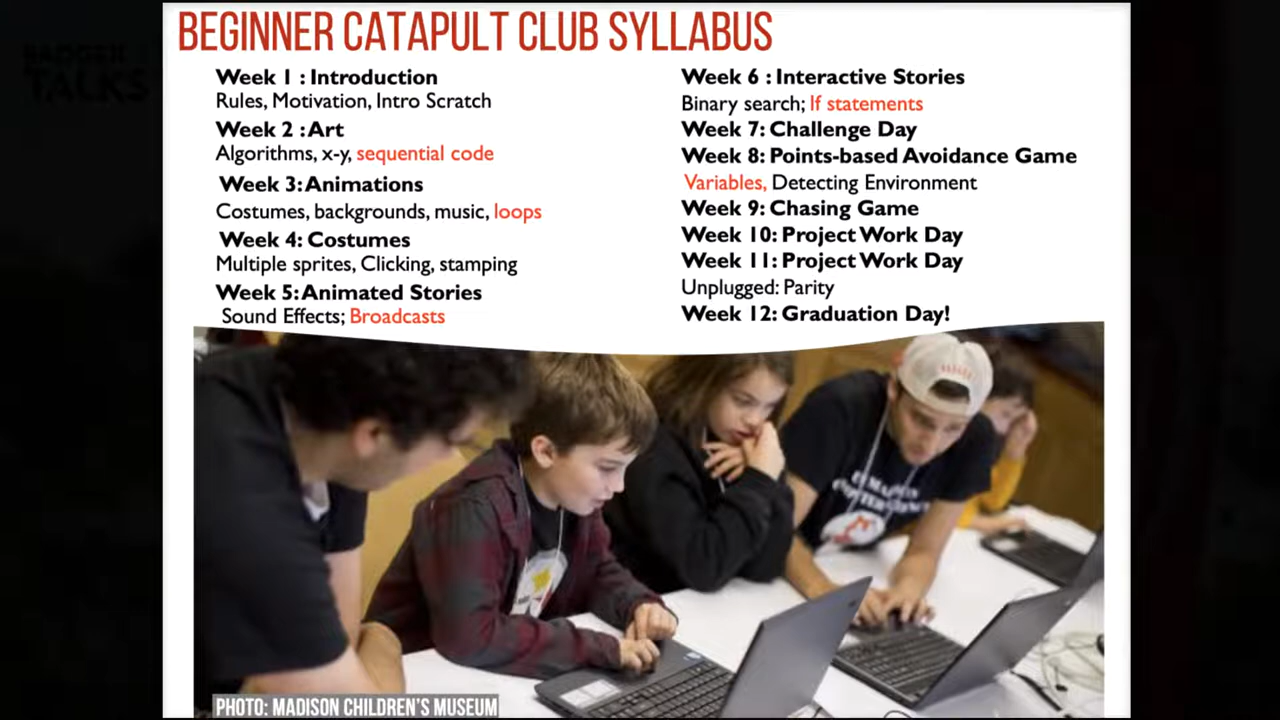 BADGER
TALKS
BEGINNER CATAPULT CLUB SYLLABUS
Week 1 : Introduction
Rules, Motivation, Intro Scratch
Week 2 : Art
Algorithms, x-y, sequential code
Week 3: Animations
Costumes, backgrounds, music, loops
Week 4: Costumes
Multiple sprites, Clicking, stamping
Week 5: Animated Stories
Sound Effects; Broadcasts
Week 6 : Interactive Stories
Binary search; If statements
Week 7: Challenge Day
Week 8: Points-based Avoidance Game
Variables, Detecting Environment
Week 9: Chasing Game
Week 10: Project Work Day
Week 11: Project Work Day
Unplugged: Parity
Week 12: Graduation Day!
PHOTO: MADISON CHILDREN'S MUSEUM